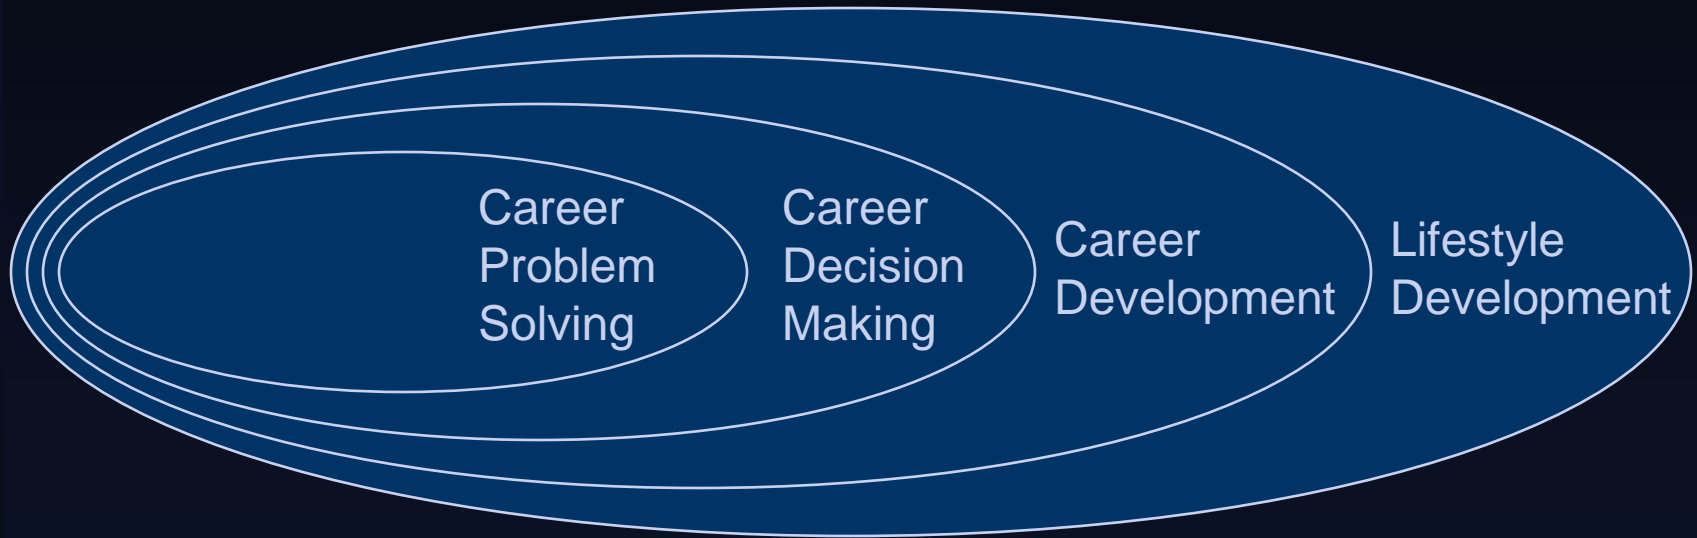 Career
Problem
Solving
Career
Decision
Making
Career
Development
Lifestyle
Development